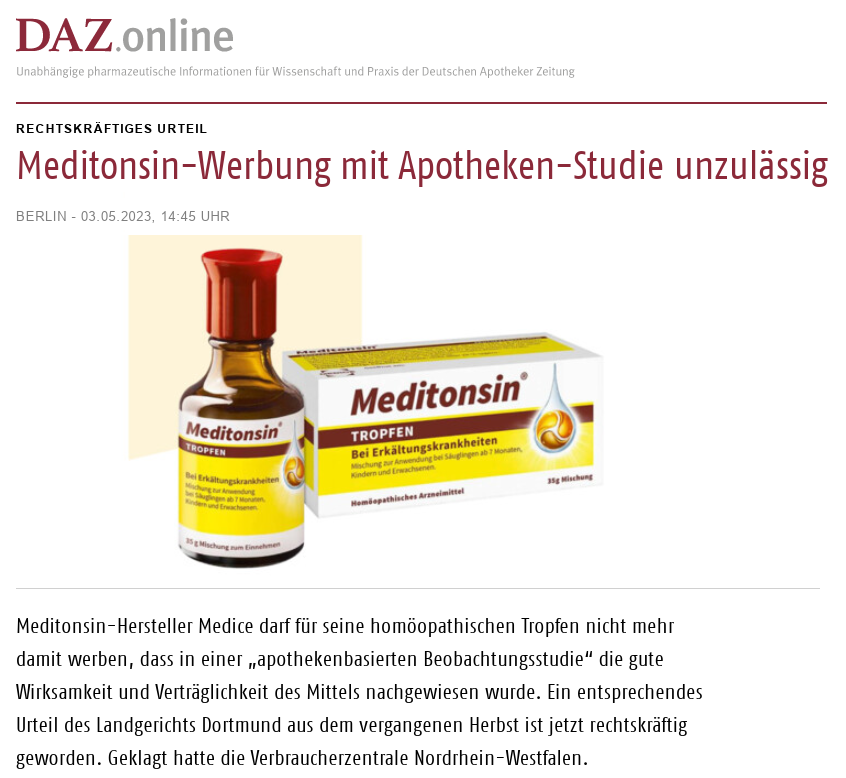 DAZ.online
Unabhängige pharmazeutische Informationen für Wissenschaft und Praxis der Deutschen Apotheker Zeitung
RECHTSKRÄFTIGES URTEIL
Meditonsin-Werbung mit Apotheken-Studie unzulässig
BERLIN - 03.05.2023, 14:45 UHR
Meditonsin®
TROPFEN
Bei Erkältungskrankheiten
Mischung zur Anwendung
bei Säuglingen ab 7 Monaten,
Kindern und Erwachsenen.
35 g Mischung zum Einnehmen
Meditonsin
Meditonsin®
TROPFEN
Bei Erkältungskrankheiten
Mischung zur Anwendung bei Säuglingen ab 7 Monaten,
Kindern und Erwachsenen.
Homöopathisches Arzneimittel
35g Mischung
Meditonsin-Hersteller Medice darf für seine homöopathischen Tropfen nicht mehr
damit werben, dass in einer „apothekenbasierten Beobachtungsstudie“ die gute
Wirksamkeit und Verträglichkeit des Mittels nachgewiesen wurde. Ein entsprechendes
Urteil des Landgerichts Dortmund aus dem vergangenen Herbst ist jetzt rechtskräftig
geworden. Geklagt hatte die Verbraucherzentrale Nordrhein-Westfalen.